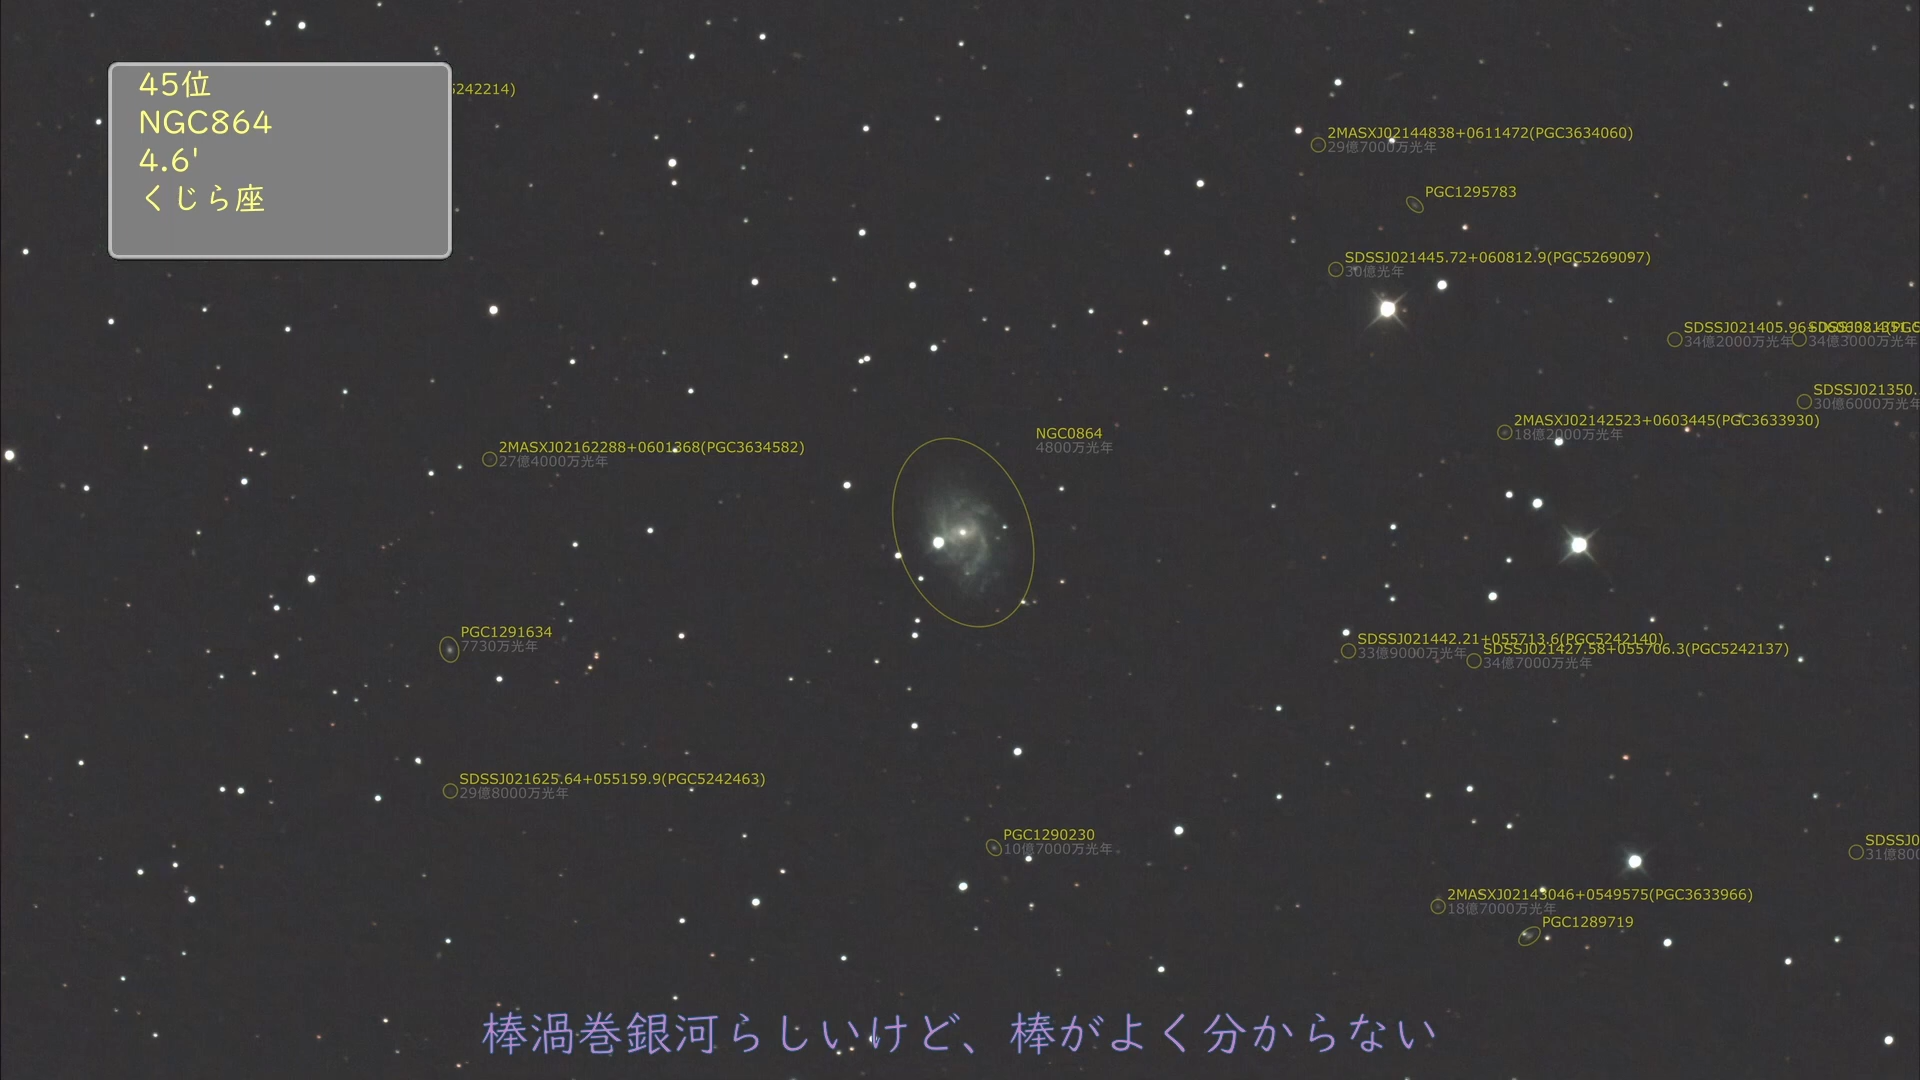 45位
NGC864
4.6'
くじら座
5242214)
2MASXJ02144838+0611472(PGC3634060)
29億7000万光年
PGC1295783
SDSSJ021445.72+060812.9(PGC5269097)
30億光年
34億2000万光年
34億3000万光年
SDSSJ021350.
30億6000万光年
2MASXJ02142523+0603445(PGC3633930)
18億2000万光年
NGC0864
4800万光年
2MASXJ02162288+0601368(PGC3634582)
27億4000万光年
PGC1291634
7730万光年
SDSSJ021442.21+055713.6(PGC5242140)
33億9000万光年
SDSSJ021427.58+055706.3(PGC5242137)
34億7000万光年
SDSSJ021625.64+055159.9(PGC5242463)
29億8000万光年
PGC1290230
10億7000万光年
SDSSJ0
31億800
2MASXJ02143046+0549575(PGC3633966)
18億7000万光年
PGC1289719
棒渦巻銀河らしいけど、棒がよく分からない